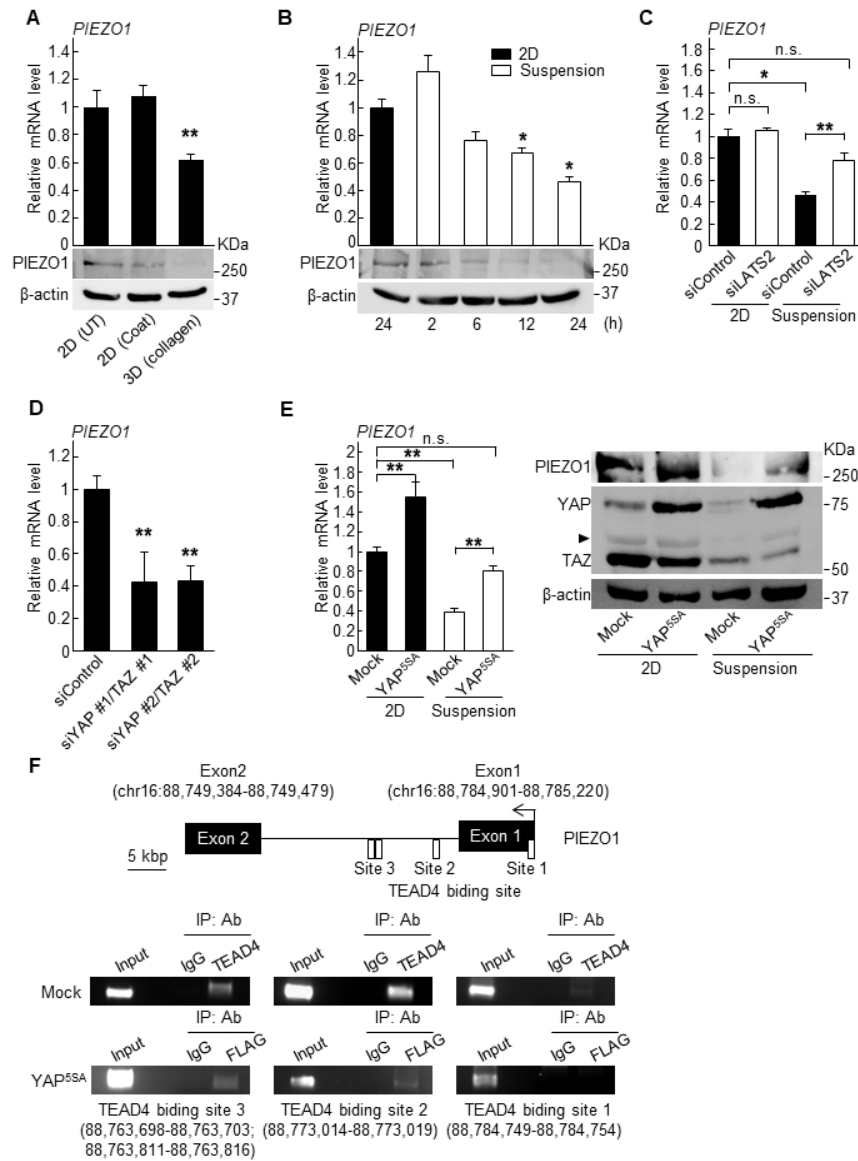 A
PIEZO1
Relative mRNA level
1.4
1.2
1
0.8
0.6
0.4
0.2
0
**
KDa
PIEZO1
-250
β-actin
-37
2D (UT)
2D (Coat)
3D (collagen)
B
PIEZO1
Relative mRNA level
1.4
1.2
1
0.8
0.6
0.4
0.2
0
2D
Suspension
*
*
KDa
PIEZO1
-250
β-actin
-37
24 2 6 12 24 (h)
C
PIEZO1
Relative mRNA level
1.8
1.6
1.4
1.2
1
0.8
0.6
0.4
0.2
0
n.s.
*
n.s.
**
siControl
siLATS2
siControl
siLATS2
2D Suspension
D
PIEZO1
Relative mRNA level
1.4
1.2
1
0.8
0.6
0.4
0.2
0
**
**
siControl
siYAP #1/TAZ #1
siYAP #2/TAZ #2
E
PIEZO1
Relative mRNA level
2
1.8
1.6
1.4
1.2
1
0.8
0.6
0.4
0.2
0
n.s.
**
**
**
Mock
YAP5SA
Mock
YAP5SA
2D Suspension
KDa
PIEZO1
-250
YAP
-75
TAZ
-50
β-actin
-37
Mock
YAP5SA
Mock
YAP5SA
2D Suspension
F
Exon2
(chr16:88,749,384-88,749,479)
Exon1
(chr16:88,784,901-88,785,220)
Exon 2
Exon 1
PIEZO1
5 kbp
Site 3
Site 2
Site 1
TEAD4 biding site
IP: Ab
IP: Ab
IP: Ab
Input IgG TEAD4
Input IgG TEAD4
Input IgG TEAD4
Mock
IP: Ab
IP: Ab
IP: Ab
Input IgG FLAG
Input IgG FLAG
Input IgG FLAG
YAP5SA
TEAD4 biding site 3
(88,763,698-88,763,703;
88,763,811-88,763,816)
TEAD4 biding site 2
(88,773,014-88,773,019)
TEAD4 biding site 1
(88,784,749-88,784,754)